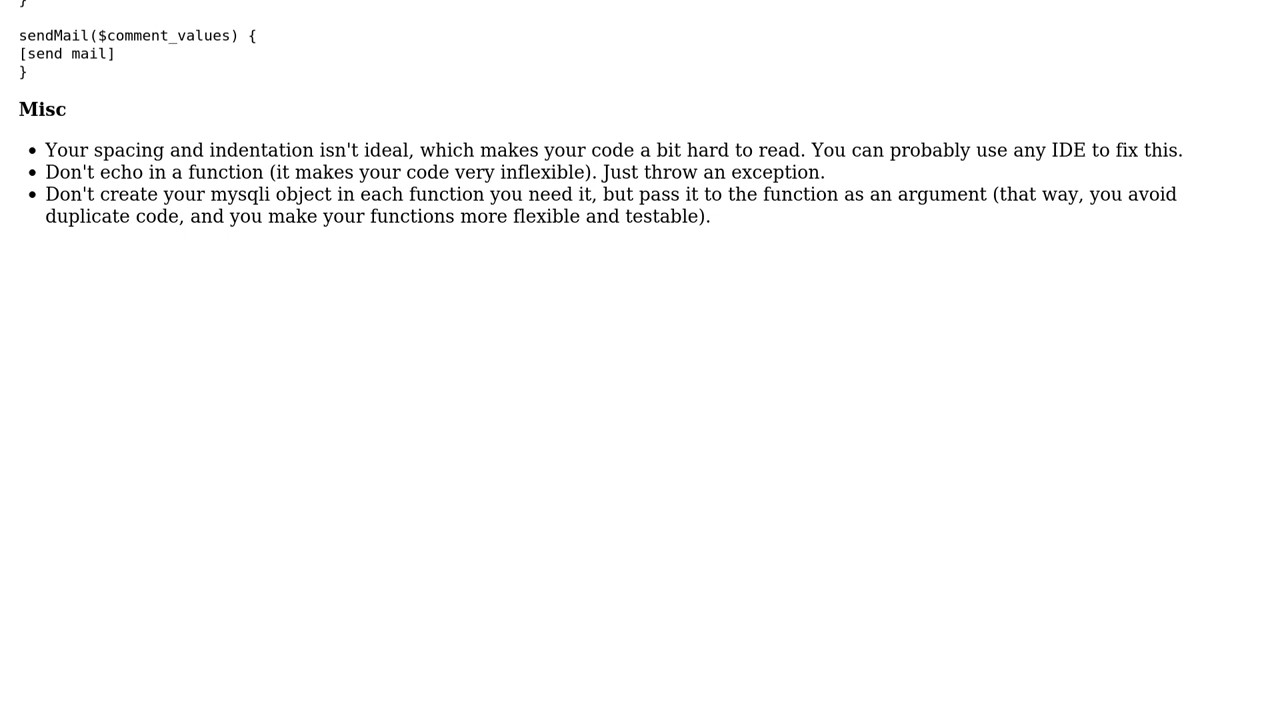 }
sendMail($comment_values) {
[send mail]
}
Misc
• Your spacing and indentation isn't ideal, which makes your code a bit hard to read. You can probably use any IDE to fix this.
• Don't echo in a function (it makes your code very inflexible). Just throw an exception.
• Don't create your mysqli object in each function you need it, but pass it to the function as an argument (that way, you avoid
duplicate code, and you make your functions more flexible and testable).